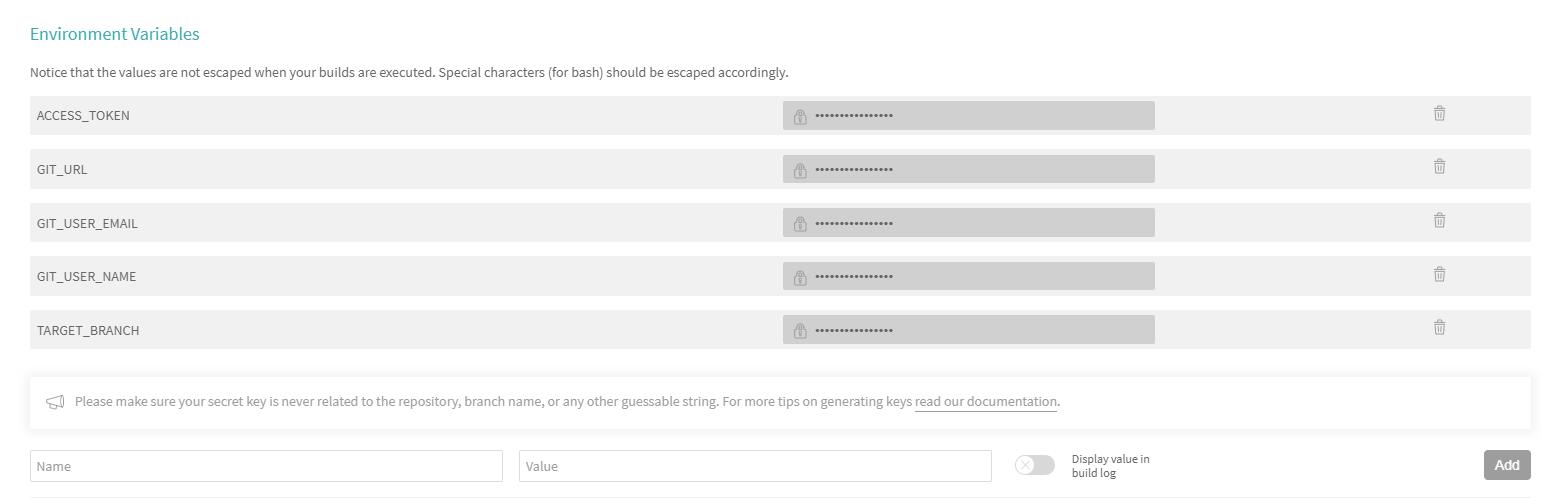 Environment Variables
Notice that the values are not escaped when your builds are executed. Special characters (for bash) should be escaped accordingly.
ACCESS_TOKEN ••••••••••••••••
GIT_URL ••••••••••••••••
GIT_USER_EMAIL ••••••••••••••••
GIT_USER_NAME ••••••••••••••••
TARGET_BRANCH ••••••••••••••••
Please make sure your secret key is never related to the repository, branch name, or any other guessable string. For more tips on generating keys read our documentation.
Name Value Display value in
build log Add